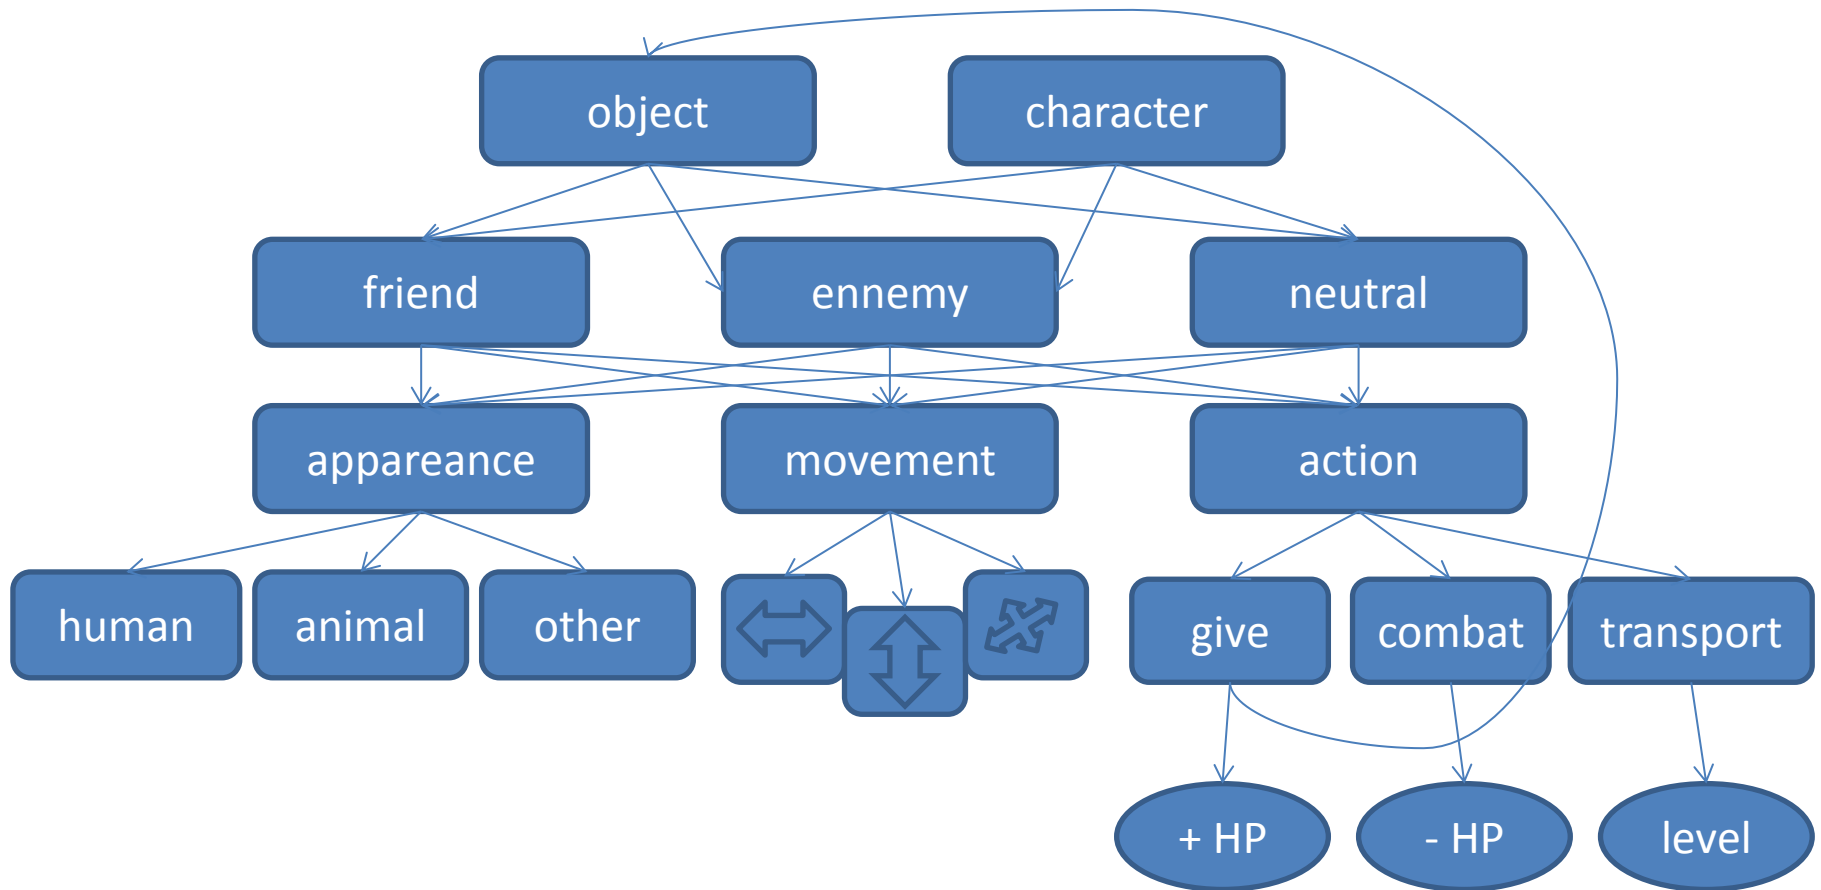 object
character
friend
ennemy
neutral
appareance
movement
action
human
animal
other
give
combat
transport
+ HP
- HP
level